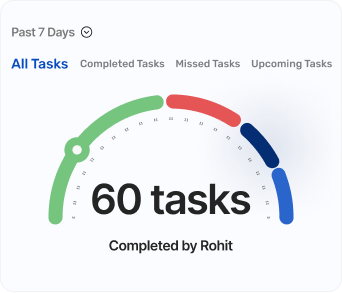 Past 7 Days
All Tasks Completed Tasks Missed Tasks Upcoming Tasks
60 tasks
Completed by Rohit